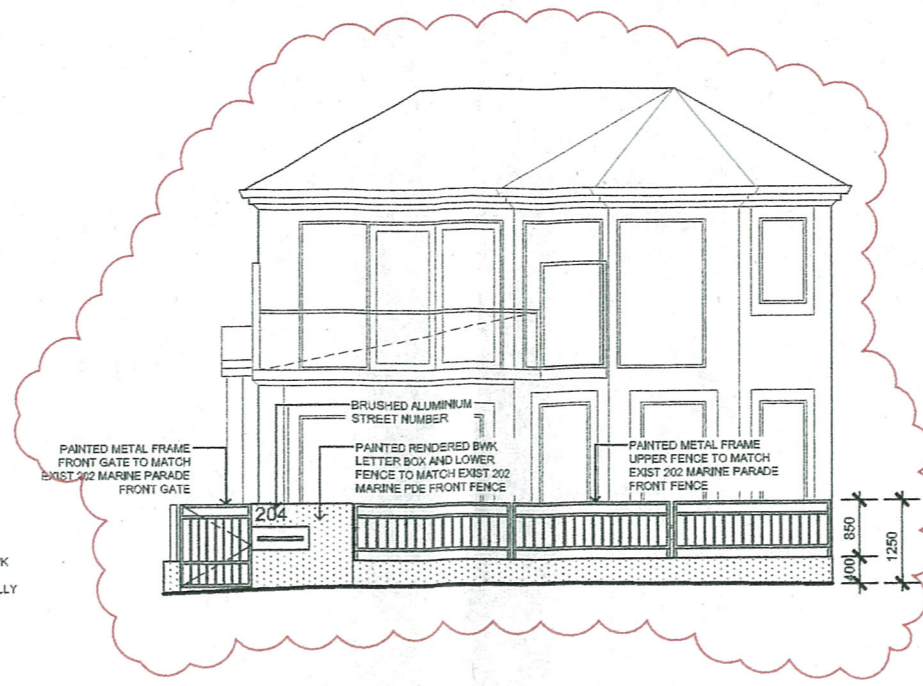 BRUSHED ALUMINIUM
STREET NUMBER
PAINTED METAL FRAME
FRONT GATE TO MATCH
EXIST 202 MARINE PARADE
FRONT GATE
PAINTED RENDERED BWK
LETTER BOX AND LOWER
FENCE TO MATCH EXIST 202
MARINE PDE FRONT FENCE
PAINTED METAL FRAME
UPPER FENCE TO MATCH
EXIST 202 MARINE PARADE
FRONT FENCE
204
850
400
1250